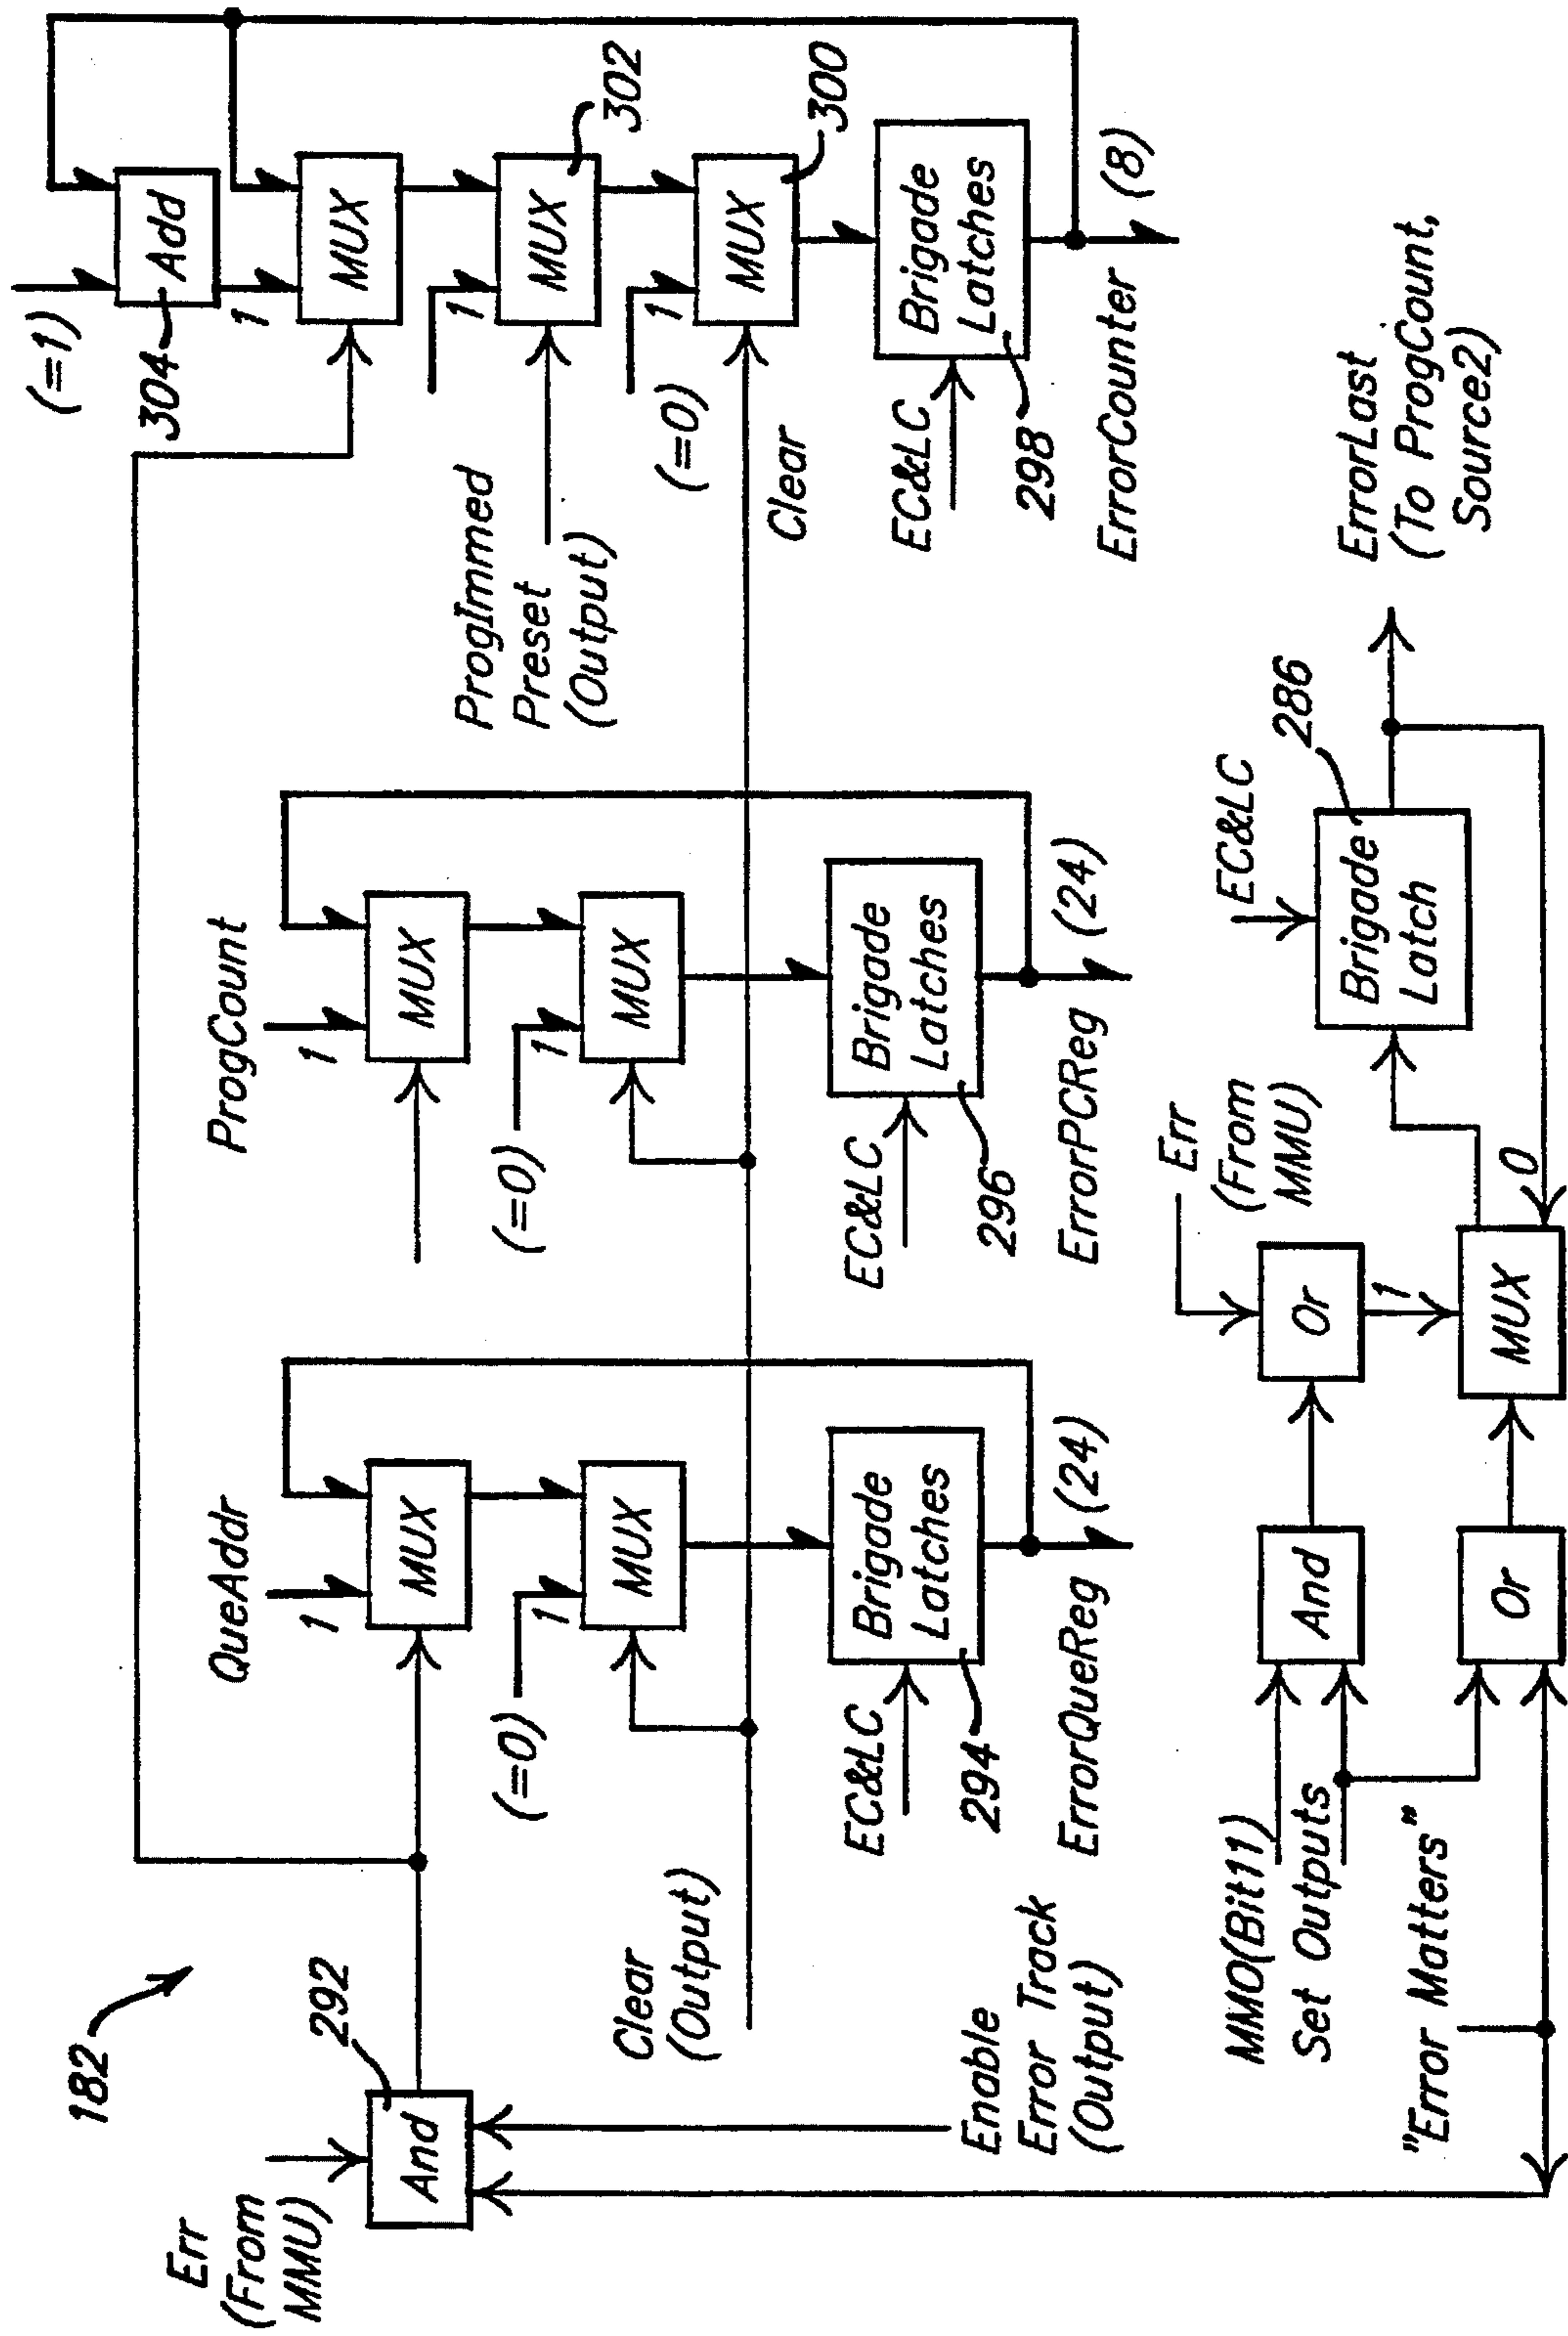 182
Err
(From
MMU)
292
And
Enable
Error Track
(Output)
Clear
(Output)
QueAddr
1
MUX
(=0)
1
MUX
EC&LC
Brigade
Latches
294
ErrorQueReg
(24)
ProgCount
1
MUX
(=0)
1
MUX
EC&LC
Brigade
Latches
296
ErrorPCReg
(24)
(=1)
304
Add
1
MUX
ProgImmed
Preset
(Output)
1
MUX
302
(=0)
1
MUX
300
Clear
EC&LC
Brigade
Latches
298
ErrorCounter
(8)
MMO(Bit11)
Set Outputs
"Error Matters"
And
Or
Err
(From
MMU)
Or
1
MUX
0
EC&LC
Brigade
Latch
286
ErrorLast
(To ProgCount,
Source2)